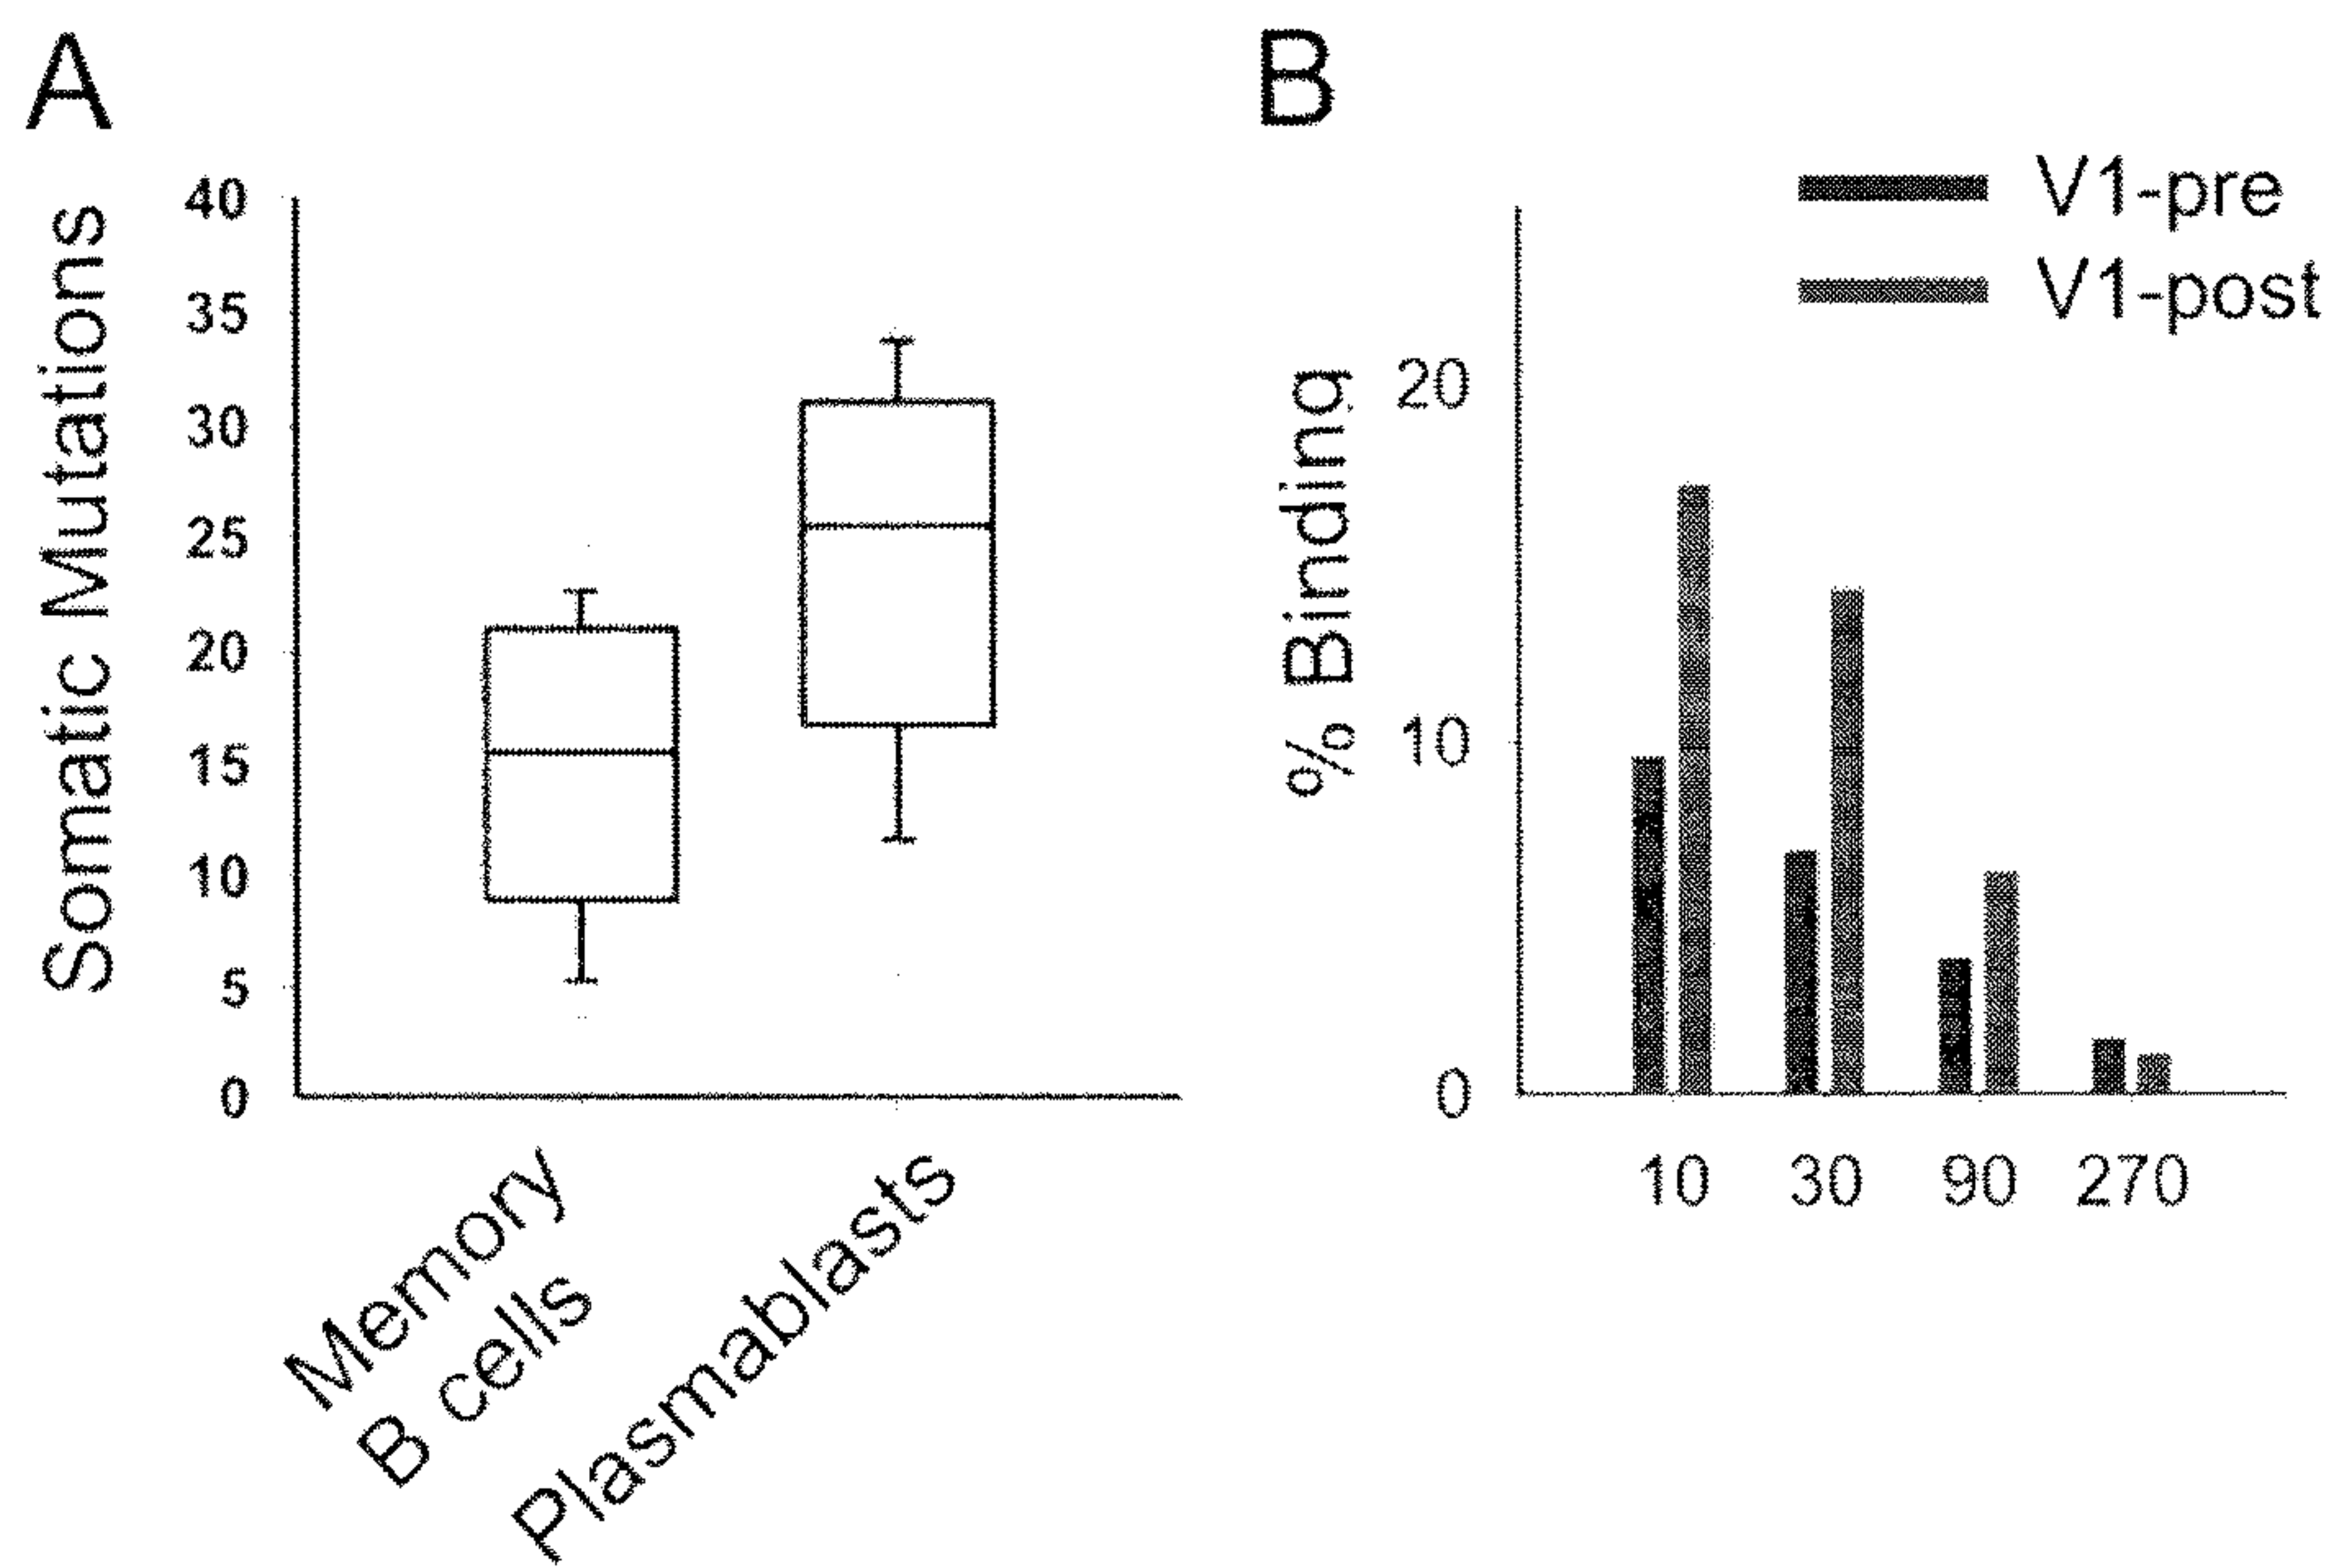 A
Somatic Mutations
40
35
30
25
20
15
10
5
0
Memory
B cells
Plasmablasts
B
V1-pre
V1-post
% Binding
20
10
0
10 30 90 270